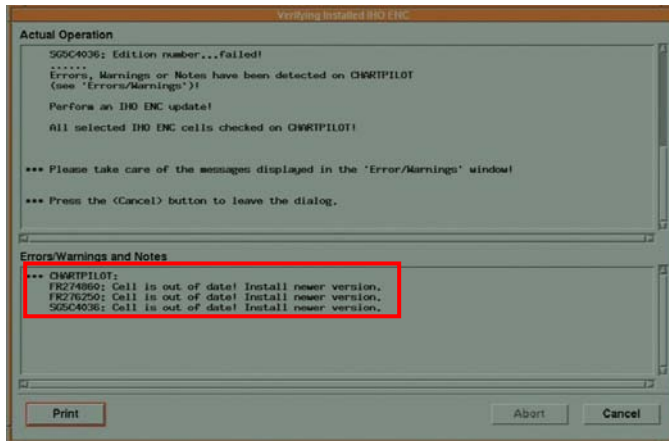 Verifying Installed IHO ENC
Actual Operation
SG5C4036: Edition number...failed!
......
Errors, Warnings or Notes have been detected on CHARTPILOT
(see 'Errors/Warnings')!
Perform an IHO ENC update!
All selected IHO ENC cells checked on CHARTPILOT!
*** Please take care of the messages displayed in the 'Error/Warnings' window!
*** Press the <Cancel> button to leave the dialog.
Errors/Warnings and Notes
*** CHARTPILOT:
FR274860: Cell is out of date! Install newer version.
FR276250: Cell is out of date! Install newer version.
SG5C4036: Cell is out of date! Install newer version.
Print
Abort
Cancel